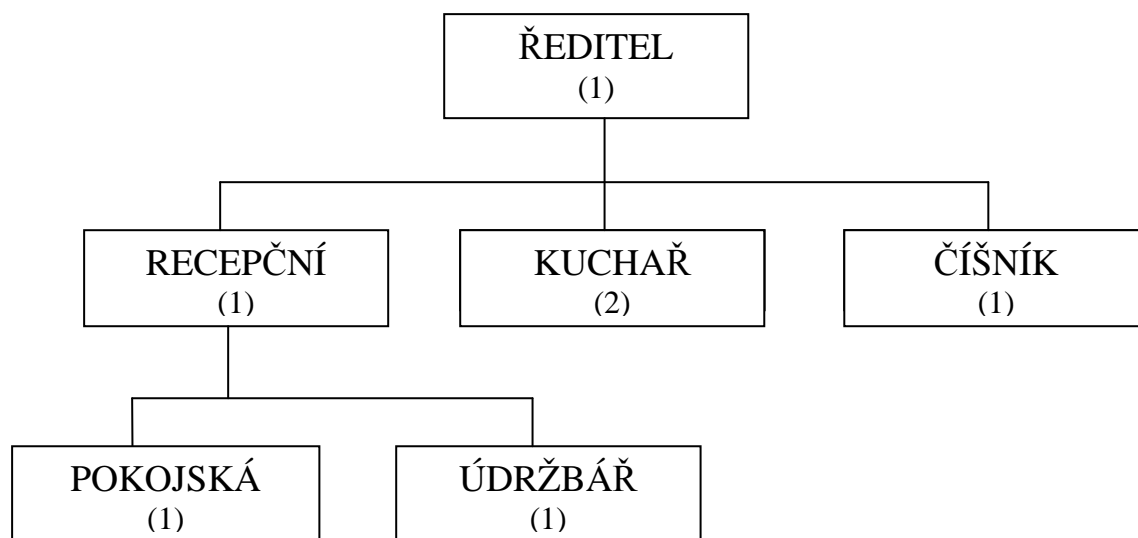 ŘEDITEL
(1)
RECEPČNÍ
(1)
KUCHAŘ
(2)
ČÍŠNÍK
(1)
POKOJSKÁ
(1)
ÚDRŽBÁŘ
(1)